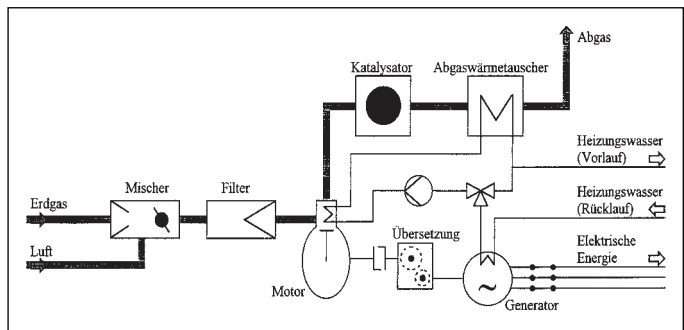 Abgas
Katalysator
Abgaswärmetauscher
Heizungswasser
(Vorlauf)
Mischer
Filter
Erdgas
Heizungswasser
(Rücklauf)
Übersetzung
Luft
Elektrische
Energie
Motor
Generator